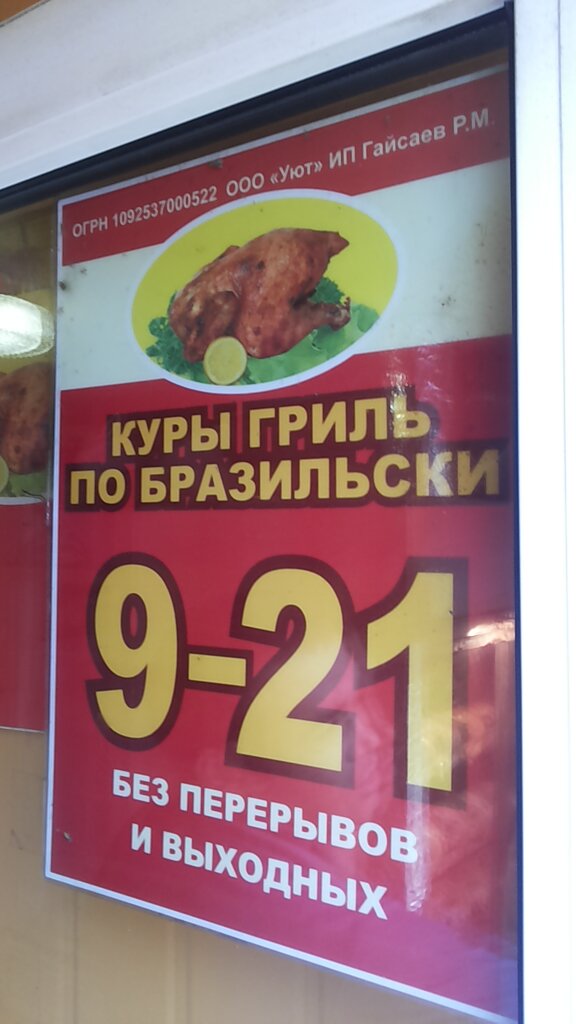 ОГРН 1092537000522 ООО «Уют» ИП Гайсаев Р.М.
КУРЫ ГРИЛЬ
ПО БРАЗИЛЬСКИ
9-21
БЕЗ ПЕРЕРЫВОВ
И ВЫХОДНЫХ